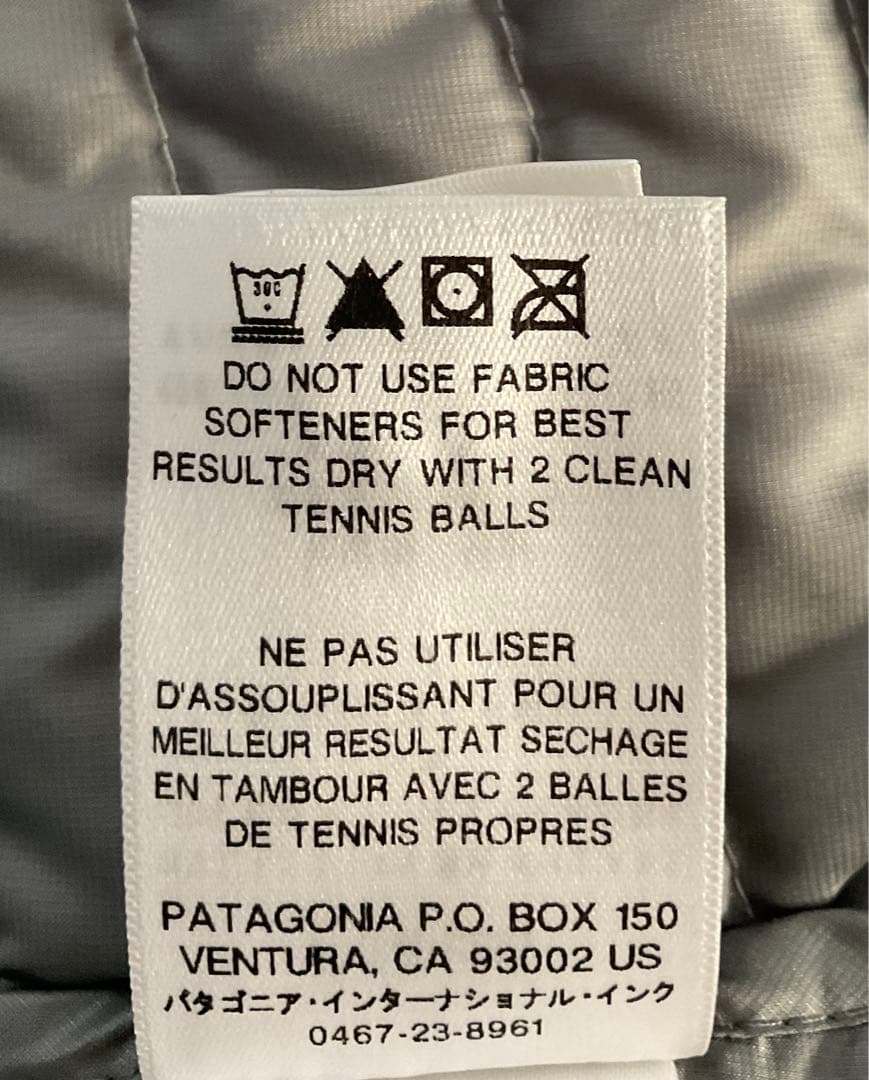 30C
DO NOT USE FABRIC
SOFTENERS FOR BEST
RESULTS DRY WITH 2 CLEAN
TENNIS BALLS
NE PAS UTILISER
D'ASSOUPLISSANT POUR UN
MEILLEUR RESULTAT SECHAGE
EN TAMBOUR AVEC 2 BALLES
DE TENNIS PROPRES
PATAGONIA P.O. BOX 150
VENTURA, CA 93002 US
パタゴニア・インターナショナル・インク
0467-23-8961